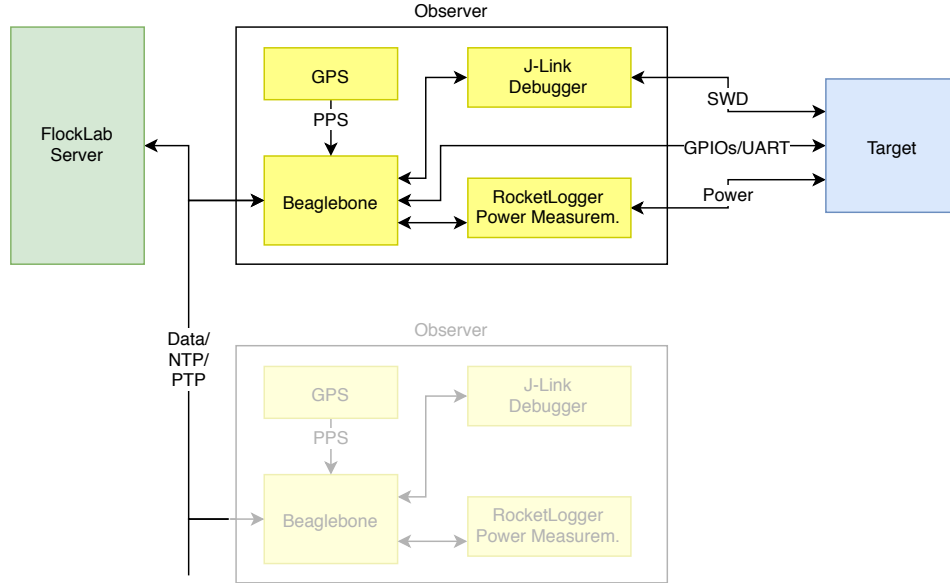 Observer
FlockLab
Server
GPS
PPS
Beaglebone
J-Link
Debugger
RocketLogger
Power Measurem.
SWD
GPIOs/UART
Power
Target
Data/
NTP/
PTP
Observer
GPS
PPS
Beaglebone
J-Link
Debugger
RocketLogger
Power Measurem.